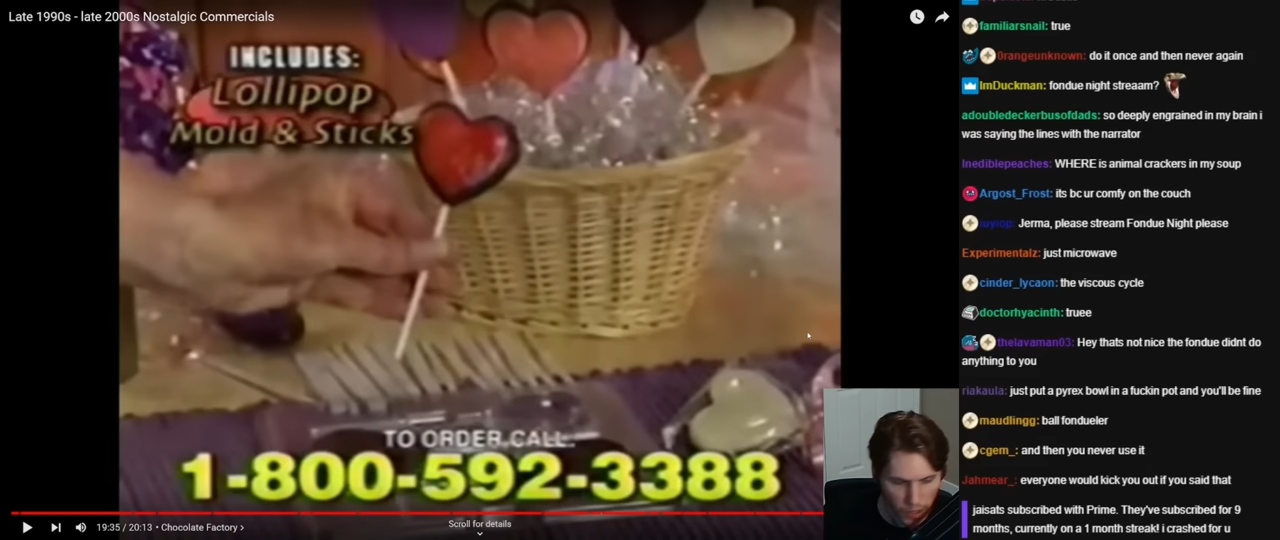 Late 1990s - late 2000s Nostalgic Commercials
INCLUDES:
Lollipop
Mold & Sticks
TO ORDER CALL:
1-800-592-3388
19:35 / 20:13 • Chocolate Factory >
Scroll for details
familiarsnail: true
0rangeunknown: do it once and then never again
ImDuckman: fondue night streaam?
adoubledeckerbusofdads: so deeply engrained in my brain i
was saying the lines with the narrator
Inediblepeaches: WHERE is animal crackers in my soup
Argost_Frost: its bc ur comfy on the couch
Jerma, please stream Fondue Night please
Experimentalz: just microwave
cinder_lycaon: the viscous cycle
doctorhyacinth: truee
thelavaman03: Hey thats not nice the fondue didnt do
anything to you
riakaula: just put a pyrex bowl in a fuckin pot and you'll be fine
maudlingg: ball fondueler
cgem_: and then you never use it
Jahmear_: everyone would kick you out if you said that
jaisats subscribed with Prime. They've subscribed for 9
months, currently on a 1 month streak! i crashed for u